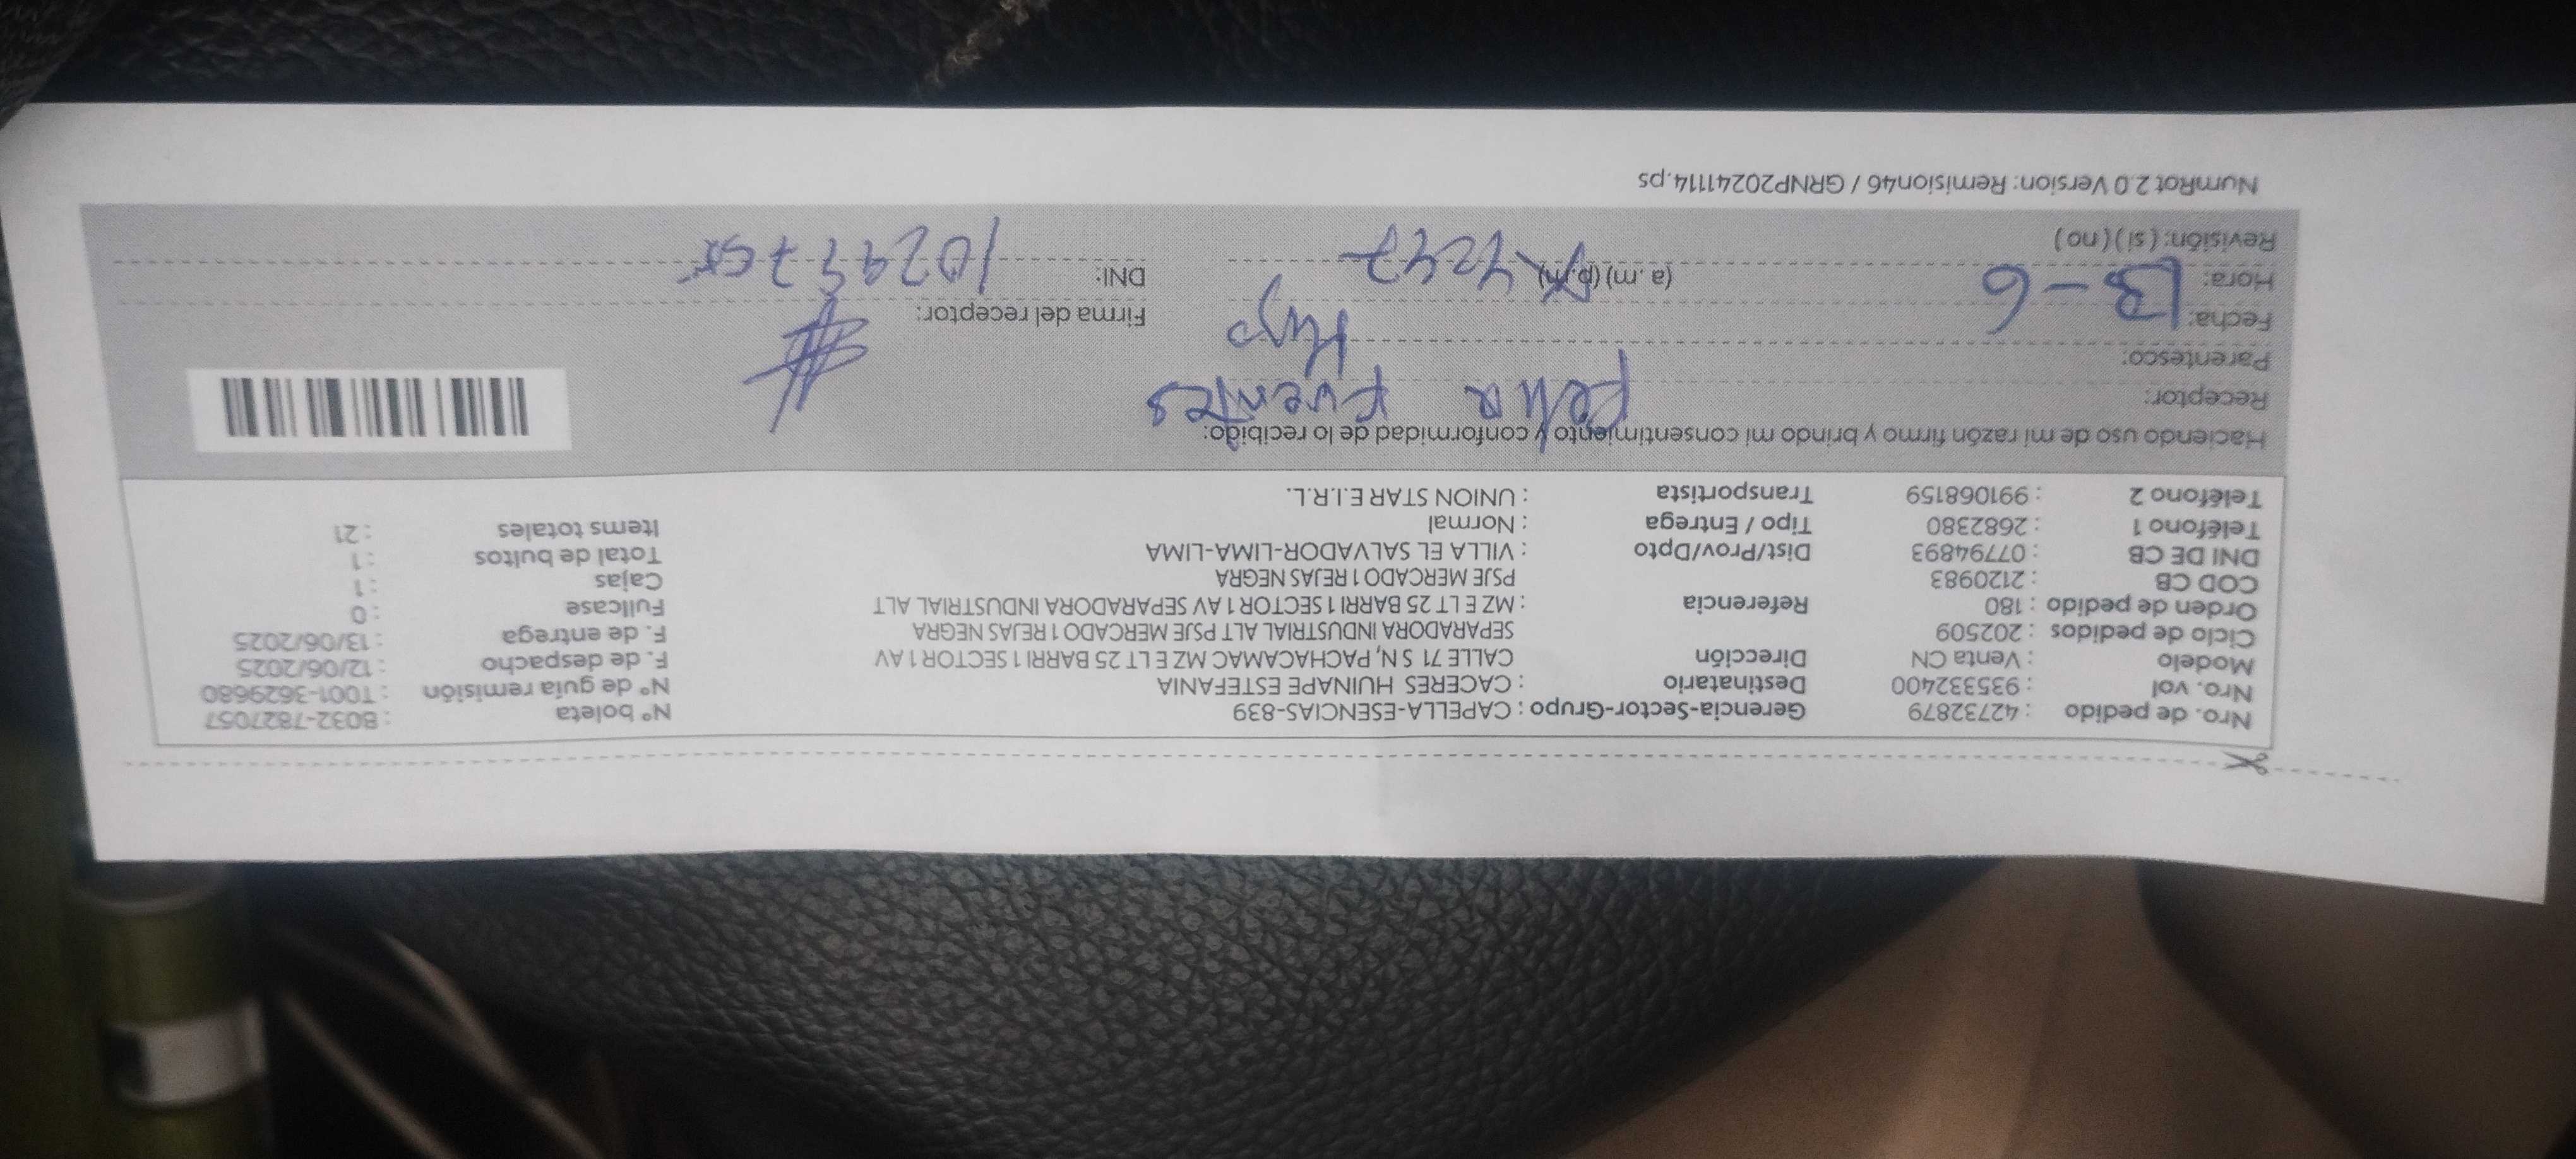 Nro. de pedido : 42732879 Gerencia-Sector-Grupo : CAPELLA-ESENCIAS-839 N° boleta : B032-7827057
Nro. vol : 935332400 Destinatario : CACERES HUINAPE ESTEFANIA N° de guía remisión : T001-3629680
Modelo : Venta CN Dirección CALLE 71 S N, PACHACAMAC MZ E LT 25 BARRI 1 SECTOR 1 AV F. de despacho : 12/06/2025
Ciclo de pedidos : 202509 SEPARADORA INDUSTRIAL ALT PSJE MERCADO 1 REJAS NEGRA F. de entrega : 13/06/2025
Orden de pedido : 180 Referencia : MZ E LT 25 BARRI 1 SECTOR 1 AV SEPARADORA INDUSTRIAL ALT Fullcase : 0
COD CB : 2120983 PSJE MERCADO 1 REJAS NEGRA Cajas : 1
DNI DE CB : 07794893 Dist/Prov/Dpto : VILLA EL SALVADOR-LIMA-LIMA Total de bultos : 1
Teléfono 1 : 2682380 Tipo / Entrega : Normal Items totales : 21
Teléfono 2 : 991068159 Transportista : UNION STAR E.I.R.L.
Haciendo uso de mi razón firmo y brindo mi consentimiento y conformidad de lo recibido:
Receptor: Fuentes
Parentesco: Hijo
Fecha: 13-6 Firma del receptor:
Hora: (a. m) (p. m) DNI:
Revisión: ( si ) ( no )
NumRot 2.0 Version: Remision46 / GRNP20241114.ps